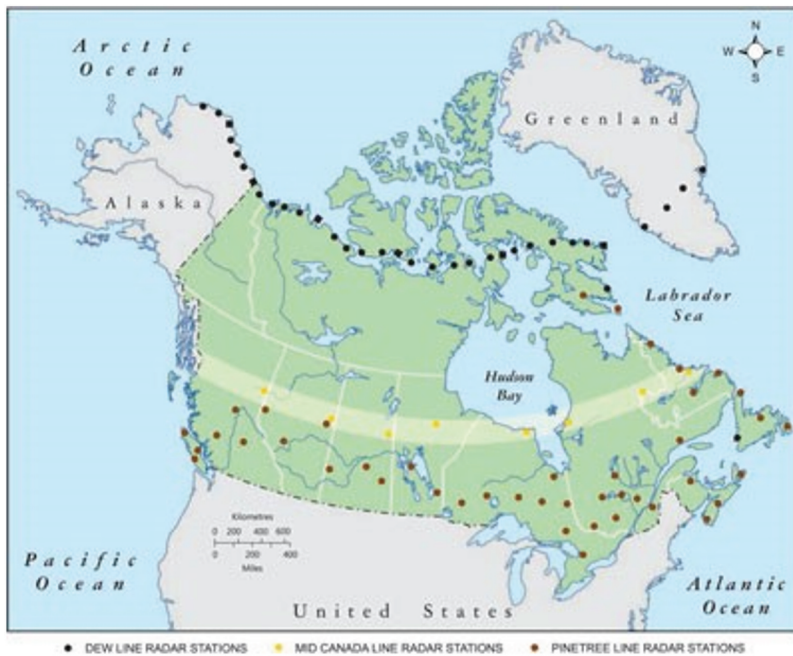 Arctic
Ocean
N
W E
S
Greenland
Alaska
Labrador
Sea
Hudson
Bay
Kilometres
0 200 400 600
0 200 400
Miles
Pacific
Ocean
Atlantic
Ocean
United States
DEW LINE RADAR STATIONS MID CANADA LINE RADAR STATIONS PINETREE LINE RADAR STATIONS